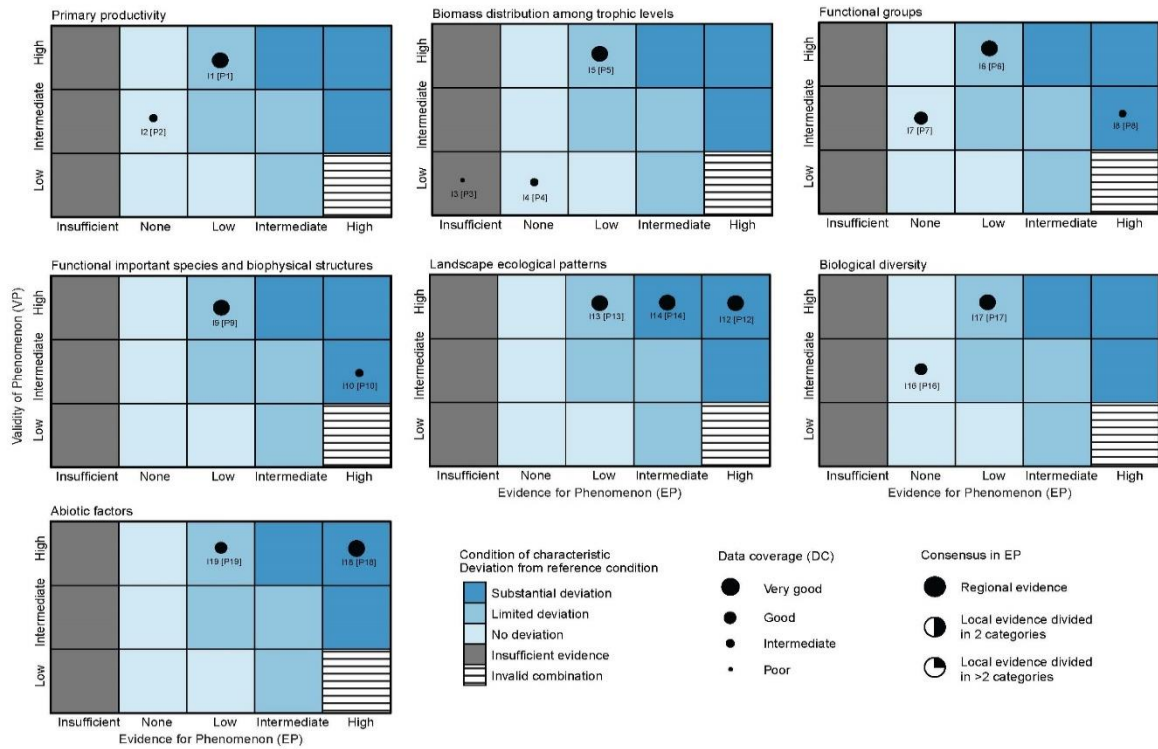 Primary productivity
High
Intermediate
Low
I1 [P1]
I2 [P2]
Insufficient None Low Intermediate High
Biomass distribution among trophic levels
High
Intermediate
Low
I5 [P5]
I3 [P3]
I4 [P4]
Insufficient None Low Intermediate High
Functional groups
High
Intermediate
Low
I6 [P6]
I7 [P7]
I8 [P8]
Insufficient None Low Intermediate High
Functional important species and biophysical structures
Validity of Phenomenon (VP)
High
Intermediate
Low
I9 [P9]
I10 [P10]
Insufficient None Low Intermediate High
Landscape ecological patterns
High
Intermediate
Low
I13 [P13]
I14 [P14]
I12 [P12]
Insufficient None Low Intermediate High
Evidence for Phenomenon (EP)
Biological diversity
High
Intermediate
Low
I17 [P17]
I16 [P16]
Insufficient None Low Intermediate High
Evidence for Phenomenon (EP)
Abiotic factors
High
Intermediate
Low
I19 [P19]
I18 [P18]
Insufficient None Low Intermediate High
Evidence for Phenomenon (EP)
Condition of characteristic
Deviation from reference condition
Substantial deviation
Limited deviation
No deviation
Insufficient evidence
Invalid combination
Data coverage (DC)
Very good
Good
Intermediate
Poor
Consensus in EP
Regional evidence
Local evidence divided
in 2 categories
Local evidence divided
in >2 categories